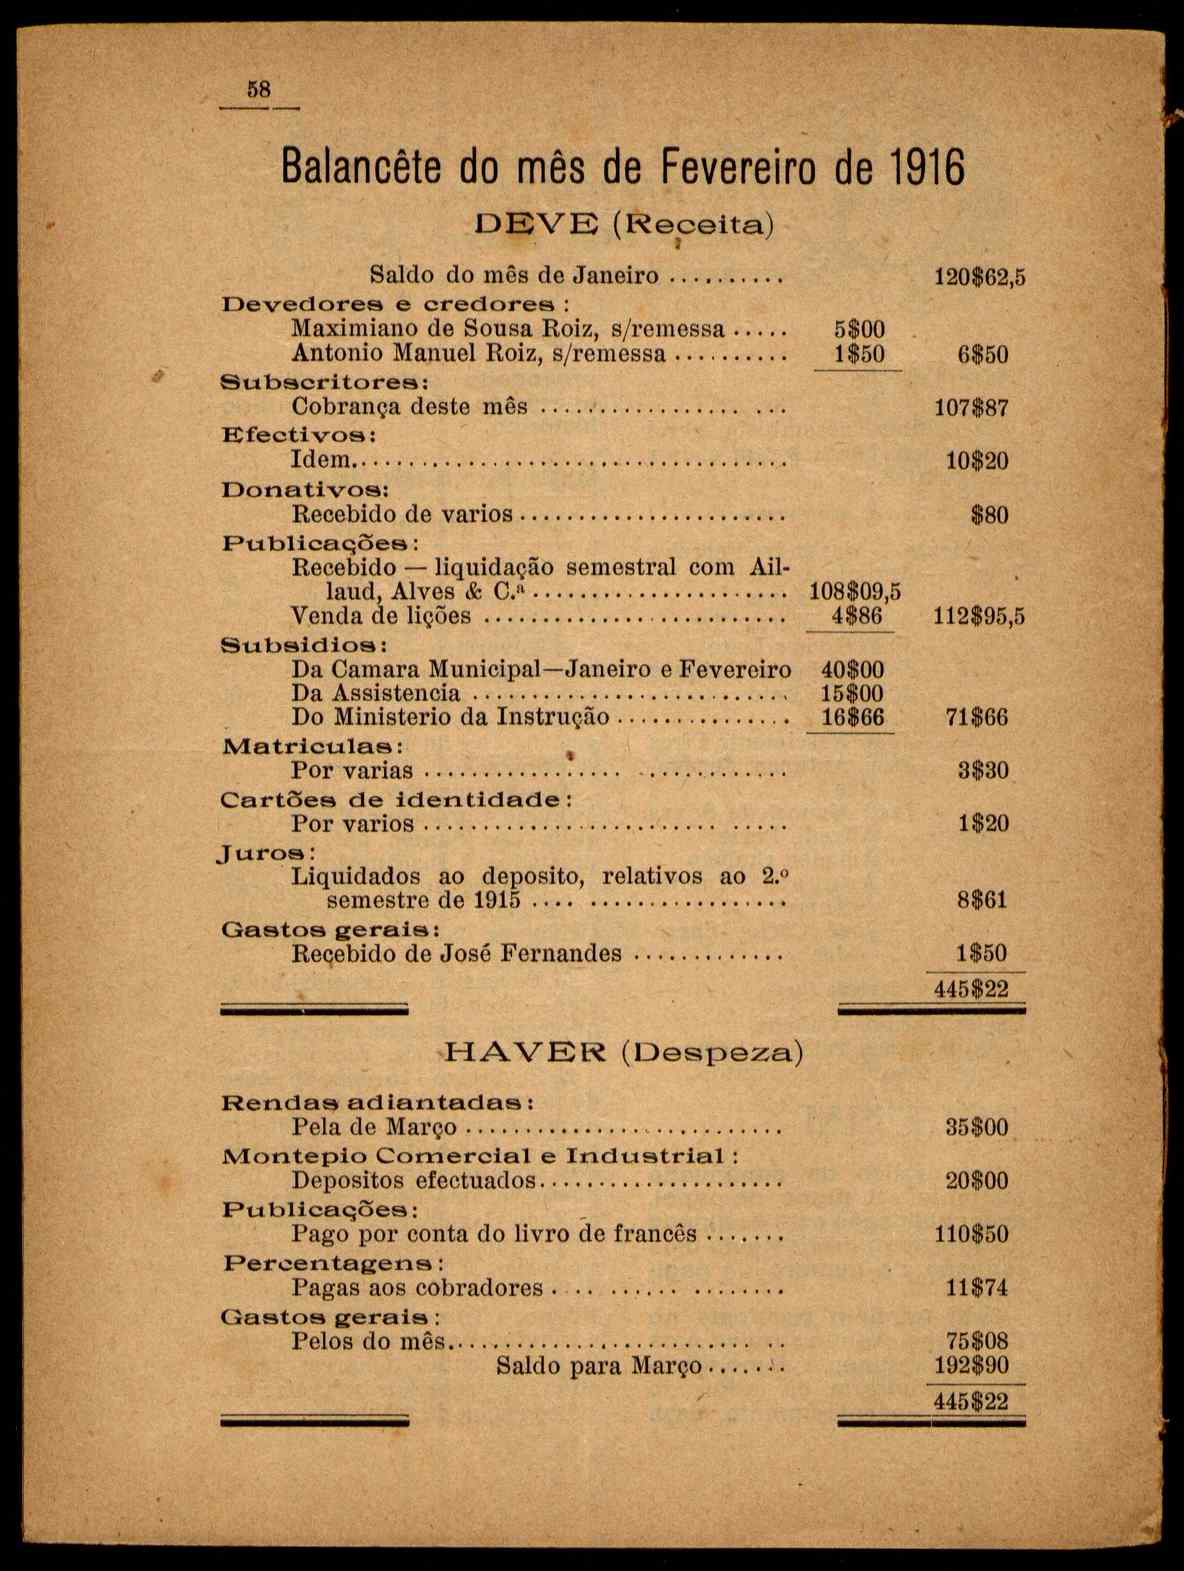 58
Balancête do mês de Fevereiro de 1916
DEVE (Receita)
Saldo do mês de Janeiro .......... 120$62,5
Devedores e credores :
Maximiano de Sousa Roiz, s/remessa ..... 5$00
Antonio Manuel Roiz, s/remessa .......... 1$50 6$50
Subscritores:
Cobrança deste mês .................... 107$87
Efectivos:
Idem..................................... 10$20
Donativos:
Recebido de varios ....................... $80
Publicações:
Recebido — liquidação semestral com Ail-
laud, Alves & C.ª ...................... 108$09,5
Venda de lições .......................... 4$86 112$95,5
Subsidios:
Da Camara Municipal—Janeiro e Fevereiro 40$00
Da Assistencia ........................... 15$00
Do Ministerio da Instrução ............... 16$66 71$66
Matriculas:
Por varias ............................... 3$30
Cartões de identidade:
Por varios ............................... 1$20
Juros:
Liquidados ao deposito, relativos ao 2.º
semestre de 1915 .... ................. 8$61
Gastos gerais:
Recebido de José Fernandes ............. 1$50
445$22
HAVER (Despeza)
Rendas adiantadas:
Pela de Março ........................... 35$00
Montepio Comercial e Industrial :
Depositos efectuados..................... 20$00
Publicações:
Pago por conta do livro de francês ....... 110$50
Percentagens:
Pagas aos cobradores . .. ...... ........ 11$74
Gastos gerais:
Pelos do mês............................ 75$08
Saldo para Março ....... 192$90
445$22